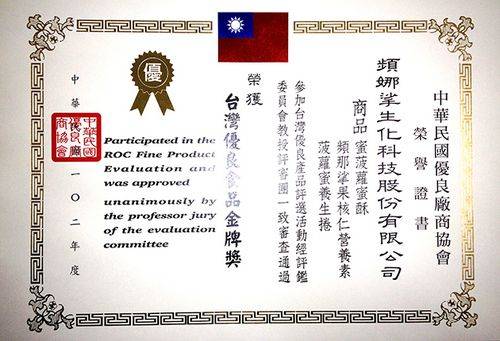 中華民國優良廠商協會
榮譽證書
頻娜挲生化科技股份有限公司
商品 蜜菠蘿蜜酥
頻那挲果核仁營養素
菠蘿蜜養生捲
參加台灣優良產品評選活動經評鑑
委員會教授評審團一致審查通過
榮獲
台灣優良食品金牌獎
優
Participated in the
ROC Fine Product
Evaluation and
was approved
unanimously by
the professor jury
of the evaluation
committee
中華民國一〇二年度
中華民國
優良廠
商協會